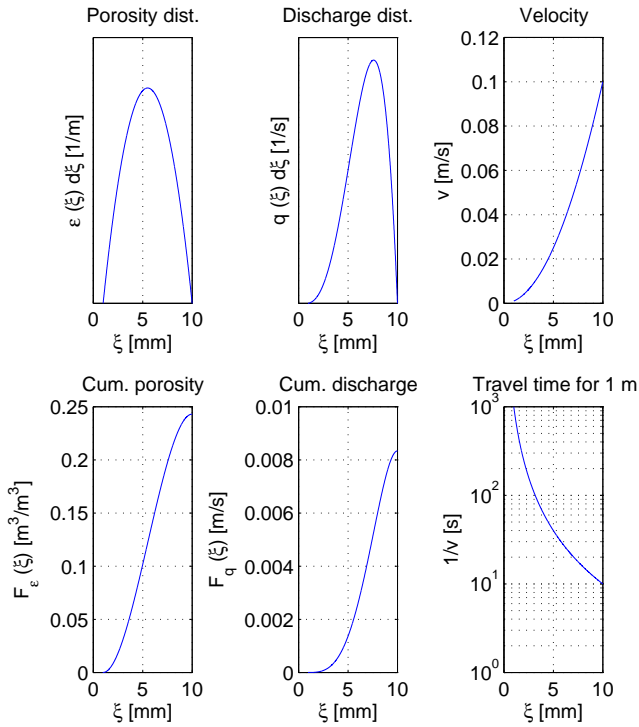 Porosity dist.
ε (ξ) dξ [1/m]
0 5 10
ξ [mm]
Discharge dist.
q (ξ) dξ [1/s]
0 5 10
ξ [mm]
Velocity
v [m/s]
0.12
0.1
0.08
0.06
0.04
0.02
0
0 5 10
ξ [mm]
Cum. porosity
F_ε (ξ) [m³/m³]
0.25
0.2
0.15
0.1
0.05
0
0 5 10
ξ [mm]
Cum. discharge
F_q (ξ) [m/s]
0.01
0.008
0.006
0.004
0.002
0
0 5 10
ξ [mm]
Travel time for 1 m
1/v [s]
10³
10²
10¹
10⁰
0 5 10
ξ [mm]